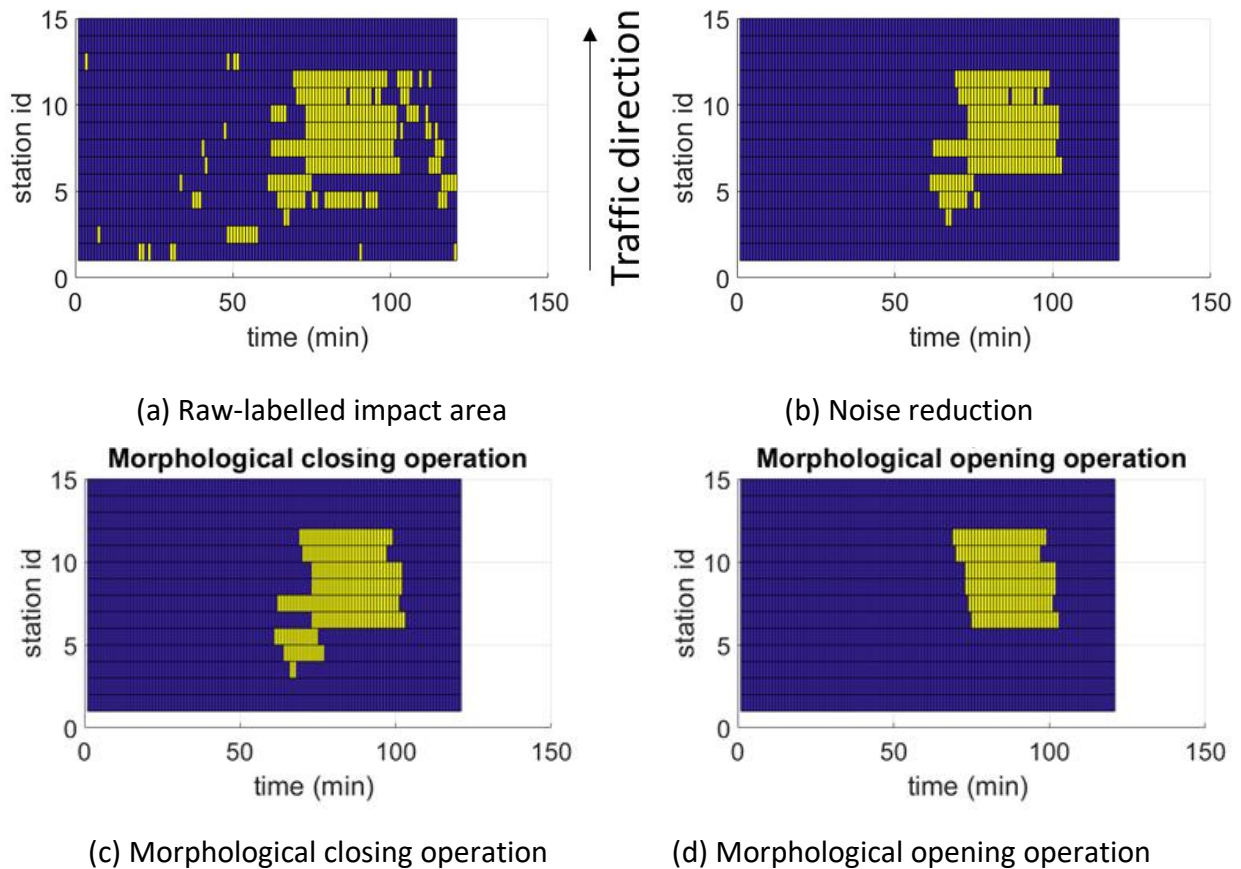 15
10
5
0
station id
0
50
100
150
time (min)
(a) Raw-labelled impact area
Traffic direction
15
10
5
0
station id
0
50
100
150
time (min)
(b) Noise reduction
Morphological closing operation
15
10
5
0
station id
0
50
100
150
time (min)
(c) Morphological closing operation
Morphological opening operation
15
10
5
0
station id
0
50
100
150
time (min)
(d) Morphological opening operation